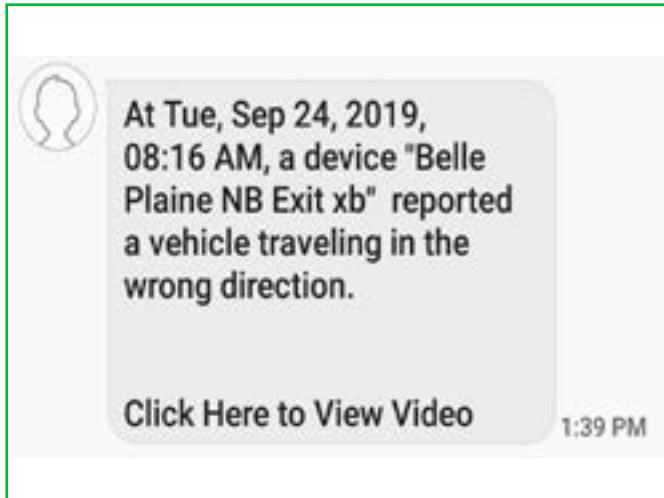 At Tue, Sep 24, 2019,
08:16 AM, a device "Belle
Plaine NB Exit xb" reported
a vehicle traveling in the
wrong direction.
Click Here to View Video
1:39 PM